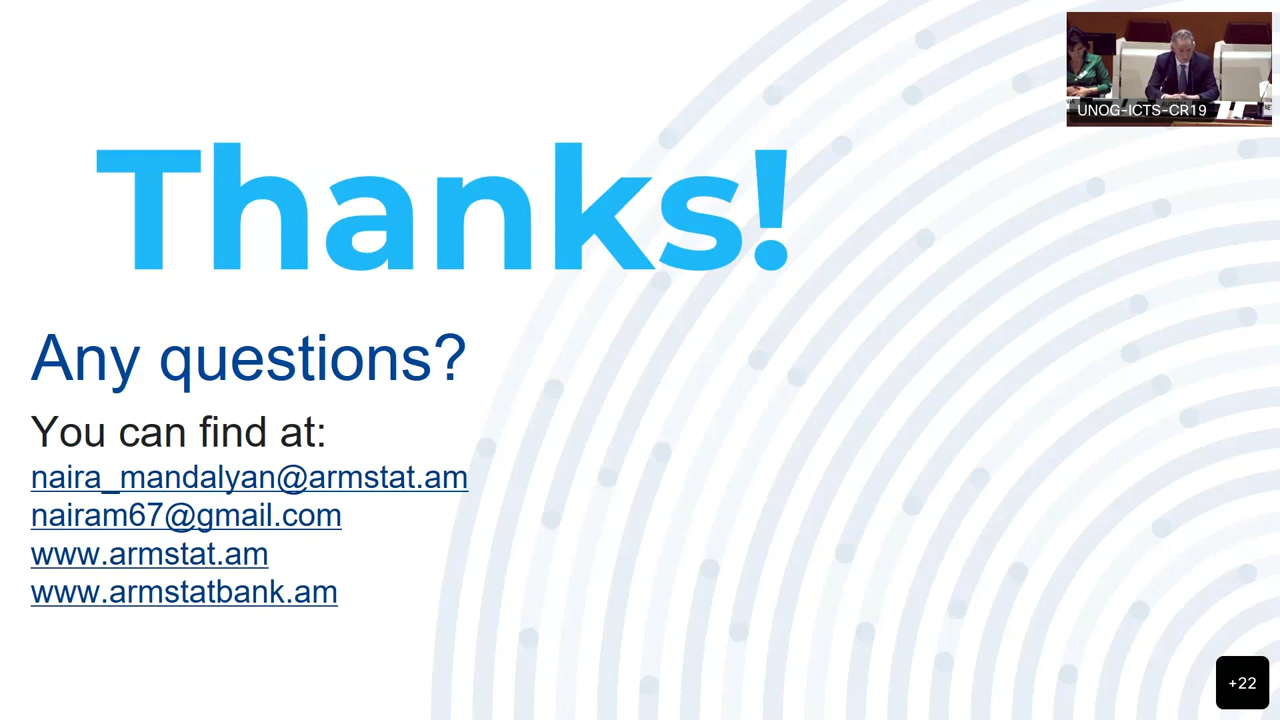 UNOG-ICTS-CR19
Thanks!
Any questions?
You can find at:
naira_mandalyan@armstat.am
nairam67@gmail.com
www.armstat.am
www.armstatbank.am
+22